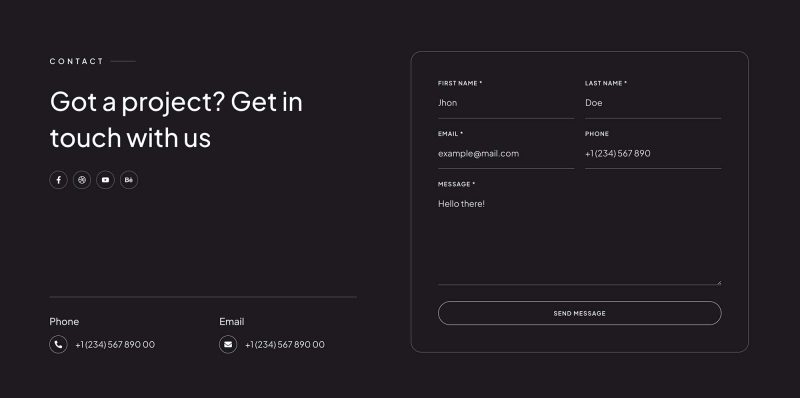 CONTACT
Got a project? Get in
touch with us
Bē
Phone
+1 (234) 567 890 00
Email
+1 (234) 567 890 00
FIRST NAME *
Jhon
LAST NAME *
Doe
EMAIL *
example@mail.com
PHONE
+1 (234) 567 890
MESSAGE *
Hello there!
SEND MESSAGE